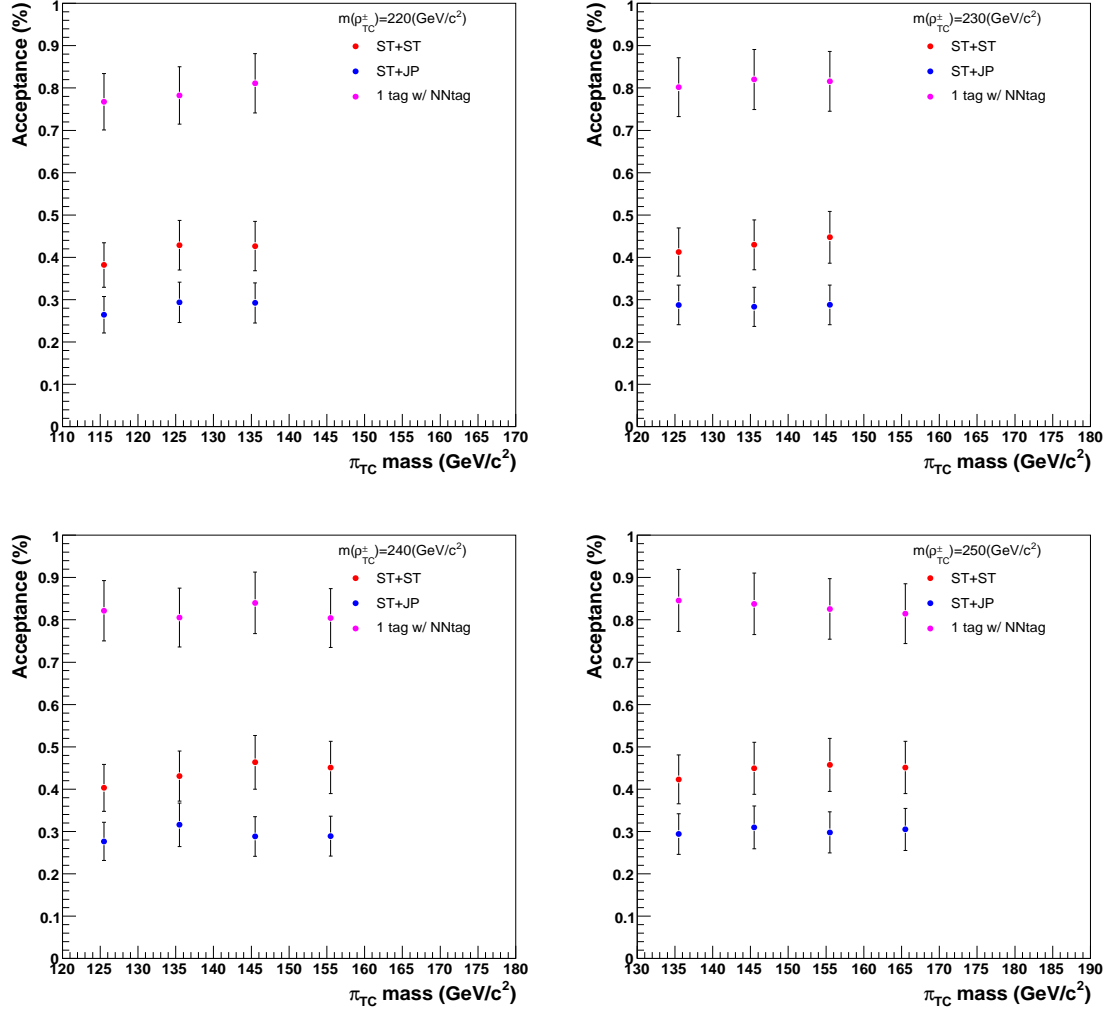 m(ρ±TC)=220(GeV/c2)
ST+ST
ST+JP
1 tag w/ NNtag
Acceptance (%)
1
0.9
0.8
0.7
0.6
0.5
0.4
0.3
0.2
0.1
0
110 115 120 125 130 135 140 145 150 155 160 165 170
πTC mass (GeV/c2)
m(ρ±TC)=230(GeV/c2)
ST+ST
ST+JP
1 tag w/ NNtag
Acceptance (%)
1
0.9
0.8
0.7
0.6
0.5
0.4
0.3
0.2
0.1
0
120 125 130 135 140 145 150 155 160 165 170 175 180
πTC mass (GeV/c2)
m(ρ±TC)=240(GeV/c2)
ST+ST
ST+JP
1 tag w/ NNtag
Acceptance (%)
1
0.9
0.8
0.7
0.6
0.5
0.4
0.3
0.2
0.1
0
120 125 130 135 140 145 150 155 160 165 170 175 180
πTC mass (GeV/c2)
m(ρ±TC)=250(GeV/c2)
ST+ST
ST+JP
1 tag w/ NNtag
Acceptance (%)
1
0.9
0.8
0.7
0.6
0.5
0.4
0.3
0.2
0.1
0
130 135 140 145 150 155 160 165 170 175 180 185 190
πTC mass (GeV/c2)